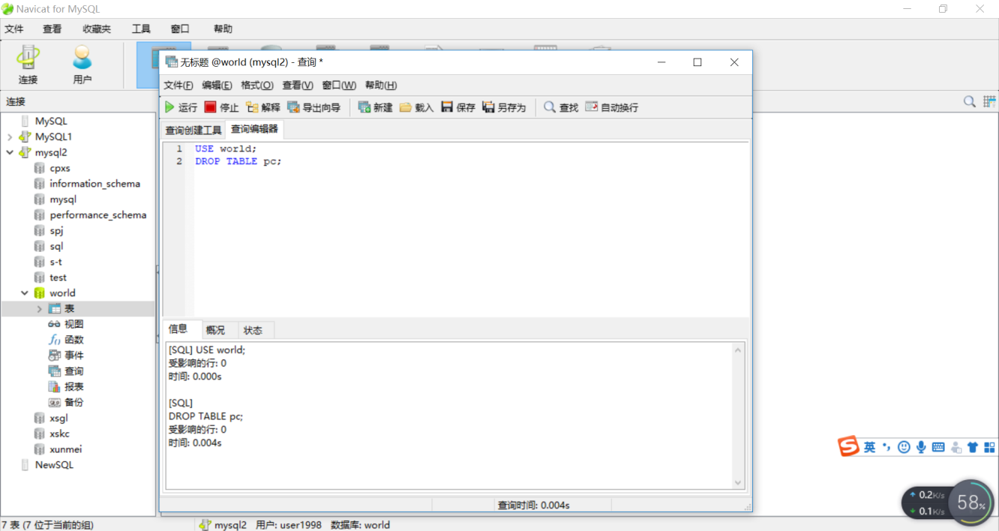 Navicat for MySQL
文件 查看 收藏夹 工具 窗口 帮助
连接 用户
连接
MySQL
MySQL1
mysql2
cpxs
information_schema
mysql
performance_schema
spj
sql
s-t
test
world
表
视图
函数
事件
查询
报表
备份
xsgl
xskc
xunmei
NewSQL
无标题 @world (mysql2) - 查询 *
文件(F) 编辑(E) 格式(O) 查看(V) 窗口(W) 帮助(H)
运行 停止 解释 导出向导 新建 载入 保存 另存为 查找 自动换行
查询创建工具 查询编辑器
1 USE world;
2 DROP TABLE pc;
信息 概况 状态
[SQL] USE world;
受影响的行: 0
时间: 0.000s
[SQL]
DROP TABLE pc;
受影响的行: 0
时间: 0.004s
查询时间: 0.004s
S 英
0.2K/s
0.1K/s
58%
7 表 (7 位于当前的组) mysql2 用户: user1998 数据库: world